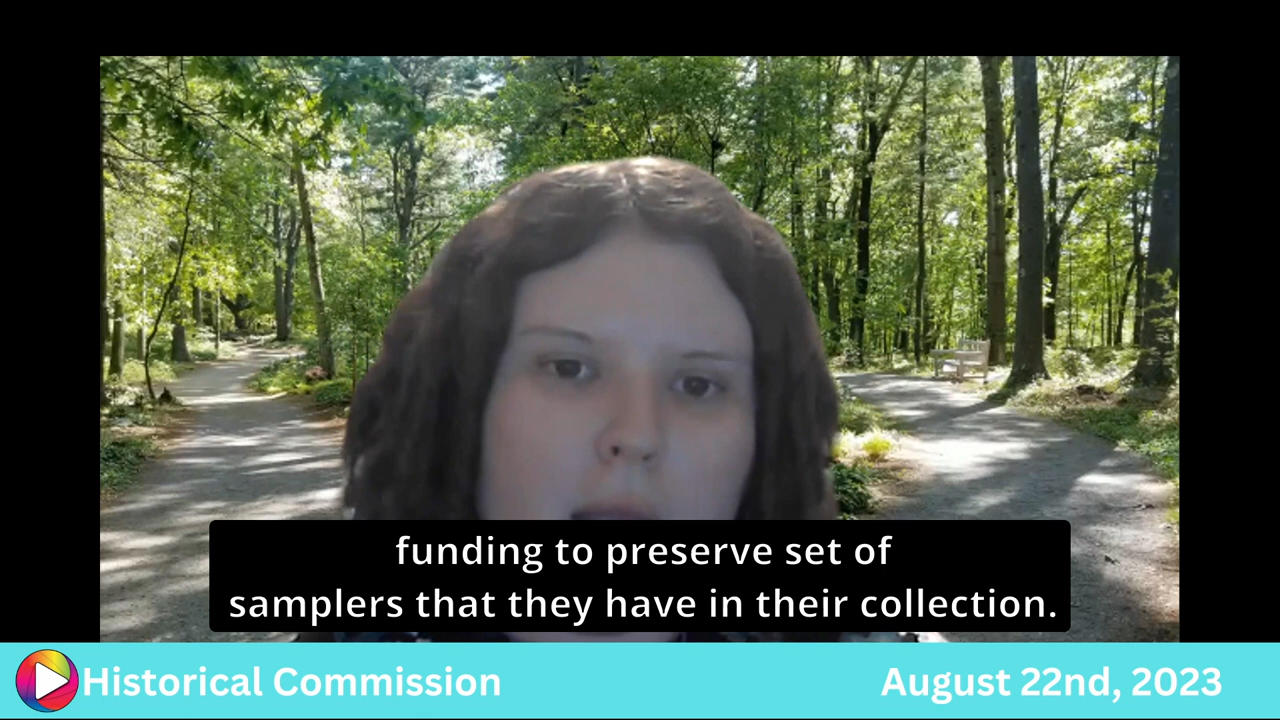 funding to preserve set of
samplers that they have in their collection.
Historical Commission
August 22nd, 2023